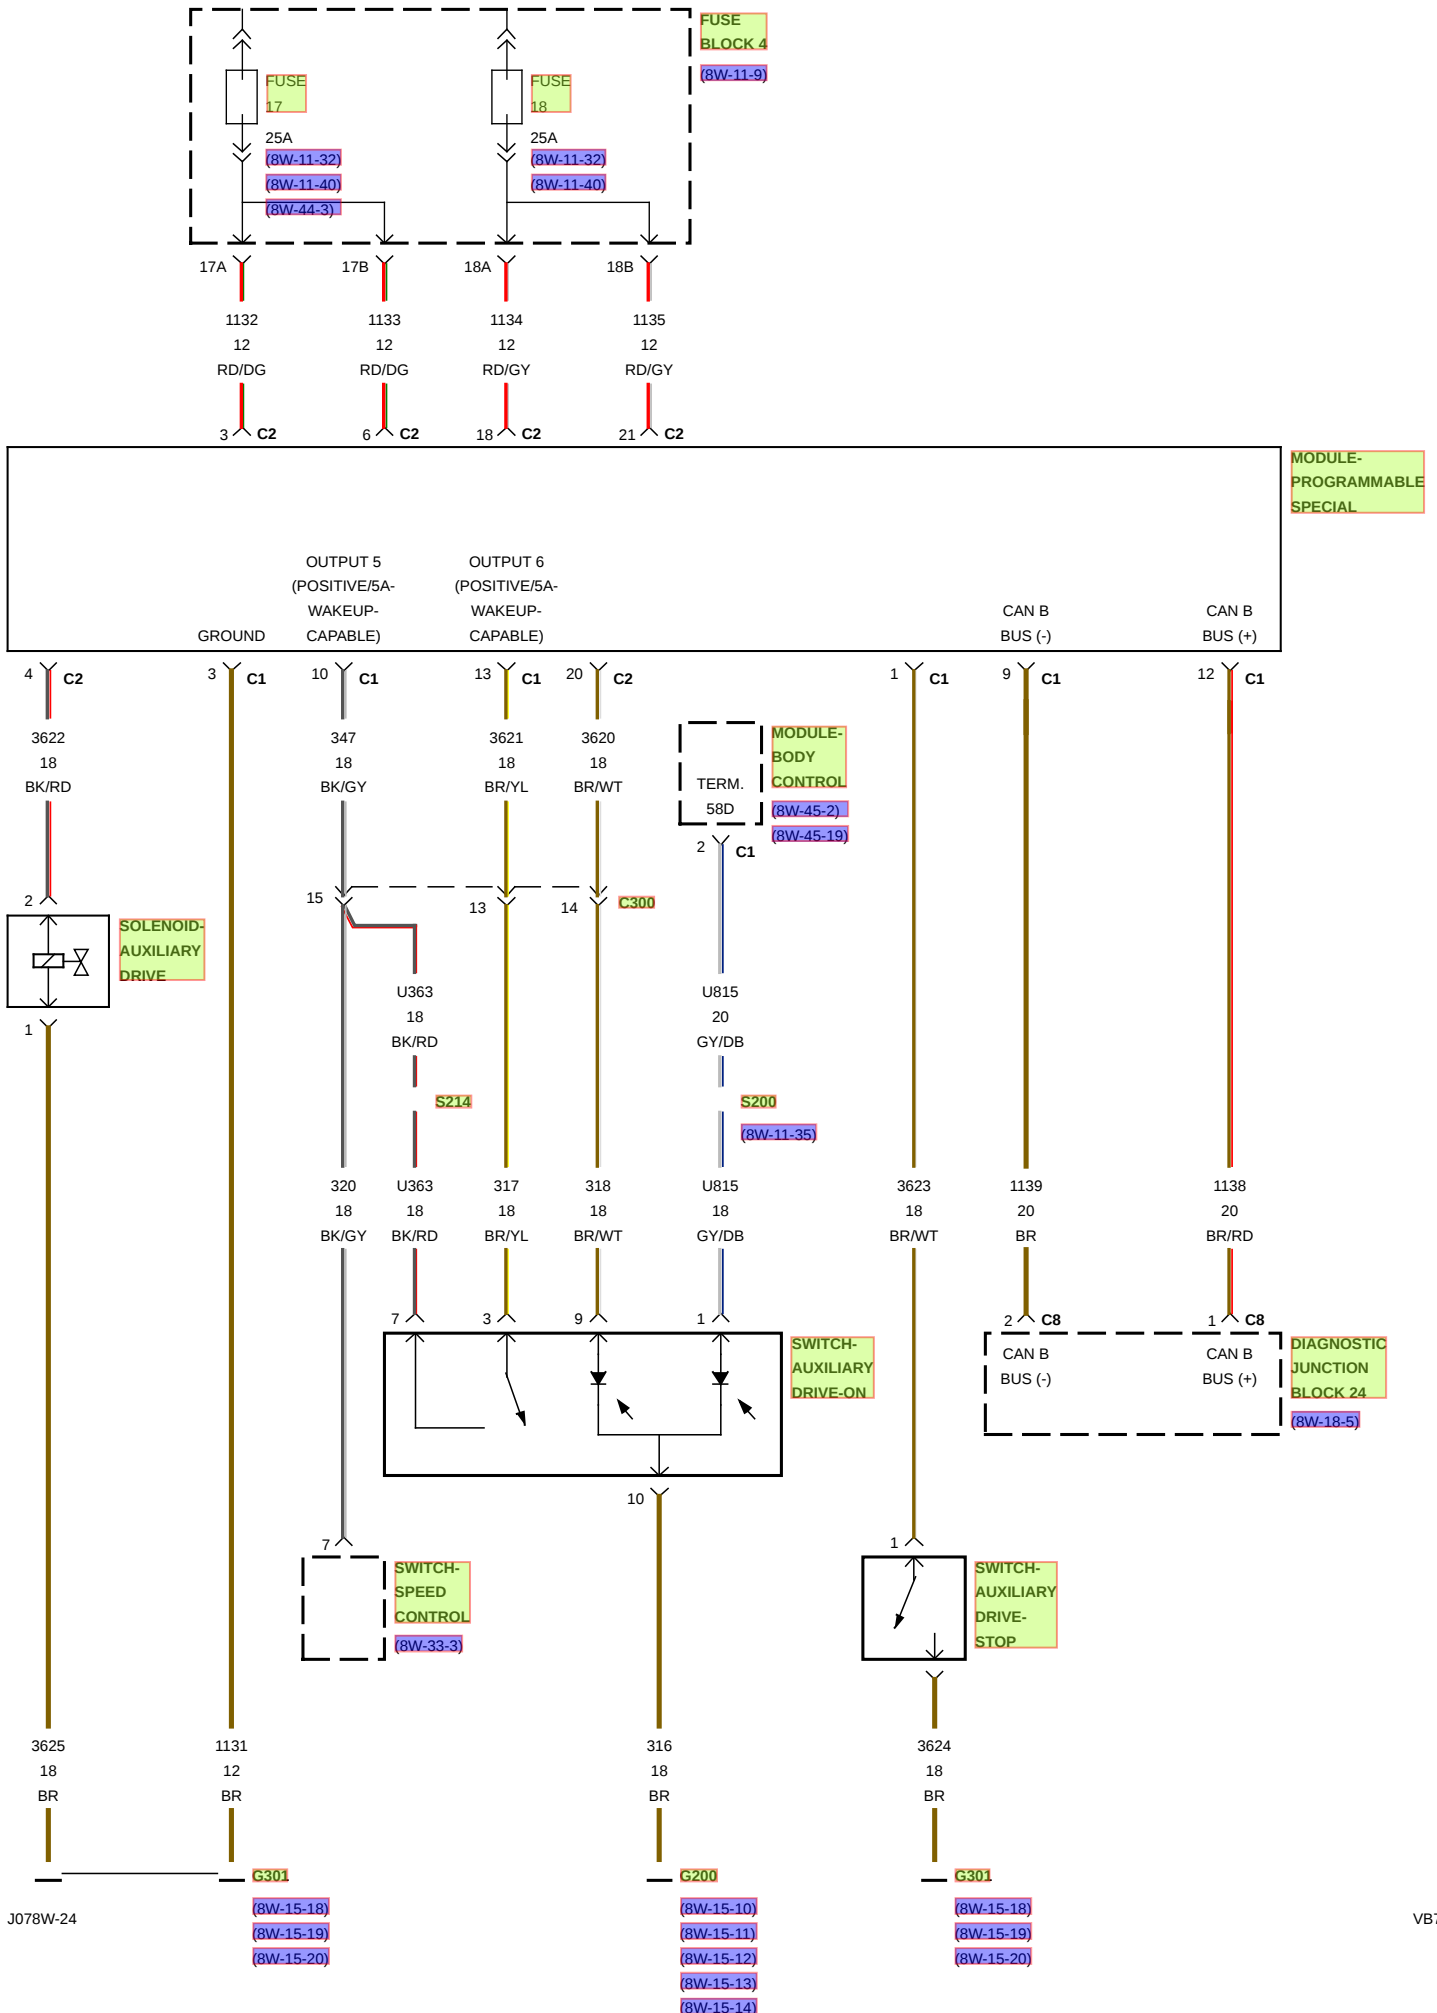 FUSE
BLOCK 4
(8W-11-9)
FUSE
17
25A
(8W-11-32)
(8W-11-40)
(8W-44-3)
FUSE
18
25A
(8W-11-32)
(8W-11-40)
17A 17B 18A 18B
1132 1133 1134 1135
12 12 12 12
RD/DG RD/DG RD/GY RD/GY
3 C2 6 C2 18 C2 21 C2
MODULE-
PROGRAMMABLE
SPECIAL
GROUND
OUTPUT 5
(POSITIVE/5A-
WAKEUP-
CAPABLE)
OUTPUT 6
(POSITIVE/5A-
WAKEUP-
CAPABLE)
CAN B
BUS (-)
CAN B
BUS (+)
4 C2 3 C1 10 C1 13 C1 20 C2 1 C1 9 C1 12 C1
3622 347 3621 3620
18 18 18 18
BK/RD BK/GY BR/YL BR/WT
TERM.
58D
MODULE-
BODY
CONTROL
(8W-45-2)
(8W-45-19)
2 C1
2
15 13 14 C300
SOLENOID-
AUXILIARY
DRIVE
1
U363 U815
18 20
BK/RD GY/DB
S214 S200
(8W-11-35)
320 U363 317 318 U815 3623 1139 1138
18 18 18 18 18 18 20 20
BK/GY BK/RD BR/YL BR/WT GY/DB BR/WT BR BR/RD
7 3 9 1 2 C8 1 C8
SWITCH-
AUXILIARY
DRIVE-ON
CAN B
BUS (-)
CAN B
BUS (+)
DIAGNOSTIC
JUNCTION
BLOCK 24
(8W-18-5)
10
7
SWITCH-
SPEED
CONTROL
(8W-33-3)
1
SWITCH-
AUXILIARY
DRIVE-
STOP
3625 1131 316 3624
18 12 18 18
BR BR BR BR
G301
(8W-15-18)
(8W-15-19)
(8W-15-20)
G200
(8W-15-10)
(8W-15-11)
(8W-15-12)
(8W-15-13)
(8W-15-14)
G301
(8W-15-18)
(8W-15-19)
(8W-15-20)
J078W-24
VB7